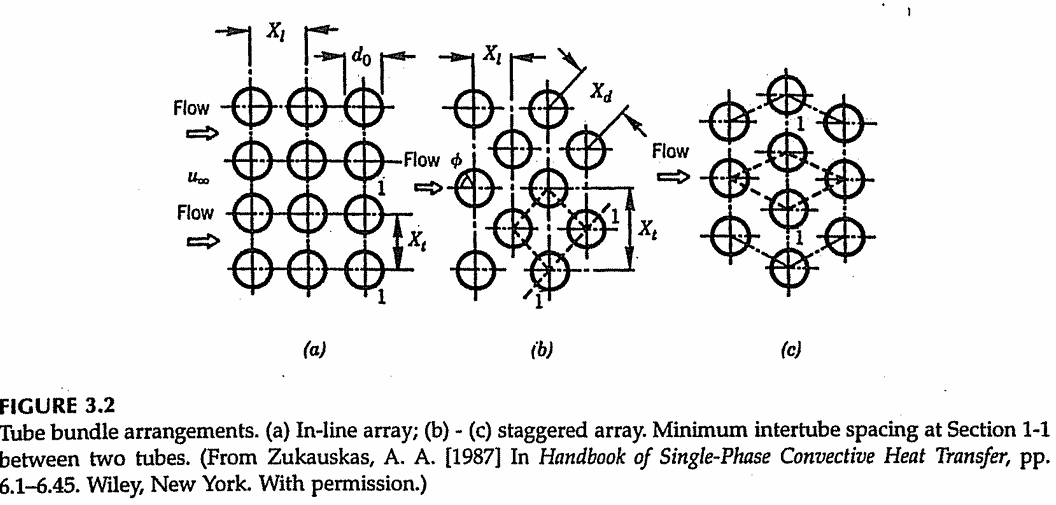 1
X_l
d_0
X_l
X_d
Flow
u_∞
Flow
1
X_t
1
Flow ϕ
1
X_t
1
Flow
1
1
(a)
(b)
(c)
FIGURE 3.2
Tube bundle arrangements. (a) In-line array; (b) - (c) staggered array. Minimum intertube spacing at Section 1-1
between two tubes. (From Zukauskas, A. A. [1987] In Handbook of Single-Phase Convective Heat Transfer, pp.
6.1–6.45. Wiley, New York. With permission.)